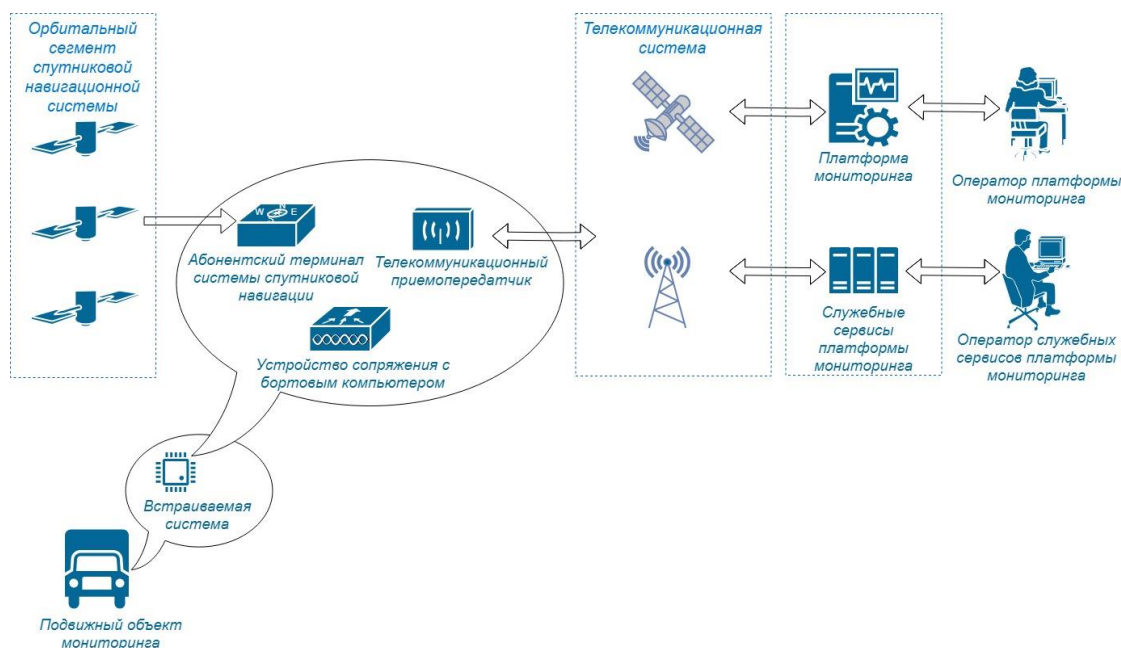 Орбитальный
сегмент
спутниковой
навигационной
системы
Абонентский терминал
системы спутниковой
навигации
Телекоммуникационный
приемопередатчик
Устройство сопряжения с
бортовым компьютером
Встраиваемая
система
Подвижный объект
мониторинга
Телекоммуникационная
система
Платформа
мониторинга
Оператор платформы
мониторинга
Служебные
сервисы
платформы
мониторинга
Оператор служебных
сервисов платформы
мониторинга
W N E